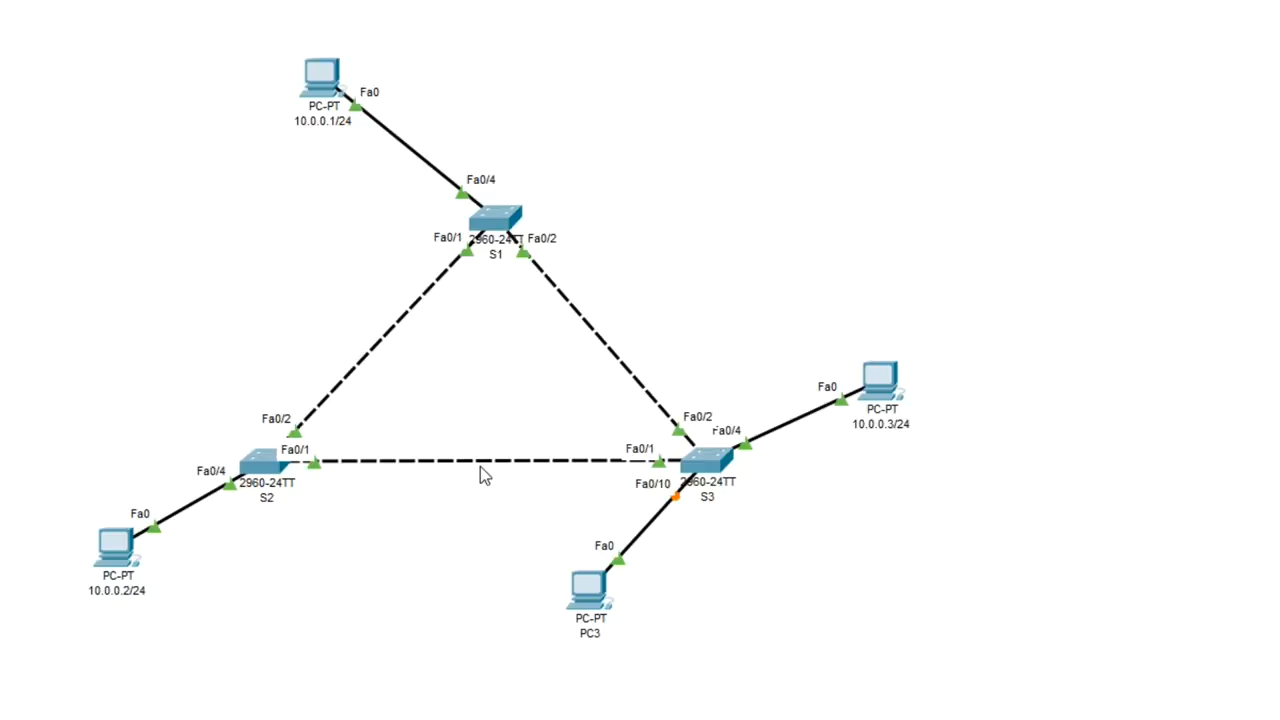 Fa0
PC-PT
10.0.0.1/24
Fa0/4
Fa0/1
2960-24TT
Fa0/2
S1
Fa0
PC-PT
10.0.0.3/24
Fa0/2
Fa0/4
Fa0/2
Fa0/1
Fa0/1
Fa0/4
2960-24TT
S2
Fa0/10
2960-24TT
S3
Fa0
PC-PT
10.0.0.2/24
Fa0
PC-PT
PC3